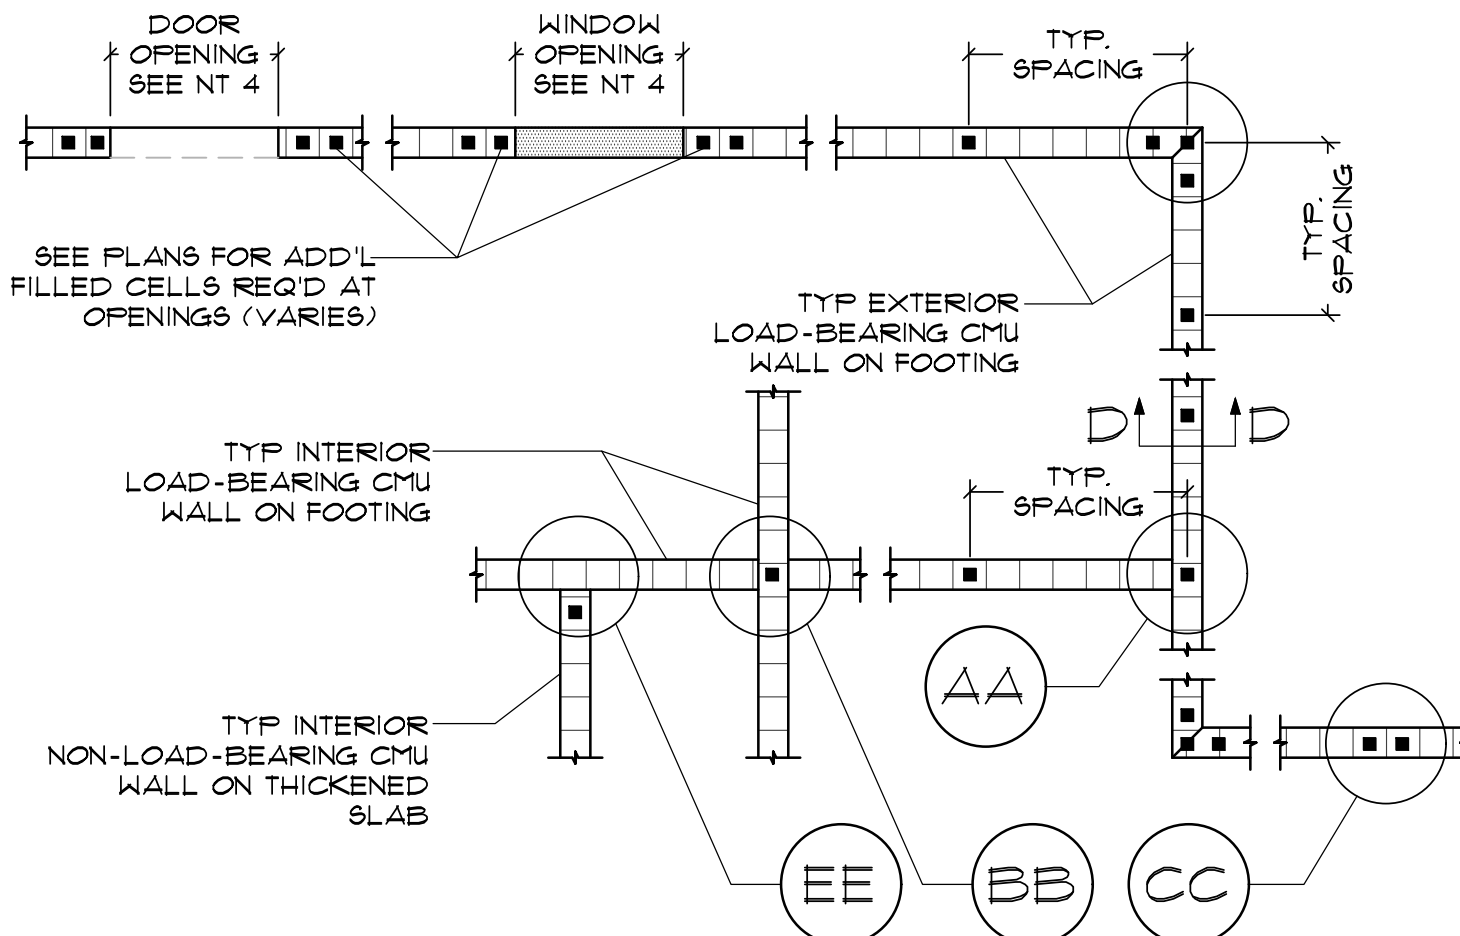 DOOR
OPENING
SEE NT 4
WINDOW
OPENING
SEE NT 4
TYP.
SPACING
TYP.
SPACING
SEE PLANS FOR ADD'L
FILLED CELLS REQ'D AT
OPENINGS (VARIES)
TYP EXTERIOR
LOAD-BEARING CMU
WALL ON FOOTING
D D
TYP INTERIOR
LOAD-BEARING CMU
WALL ON FOOTING
TYP.
SPACING
AA
TYP INTERIOR
NON-LOAD-BEARING CMU
WALL ON THICKENED
SLAB
EE
BB
CC